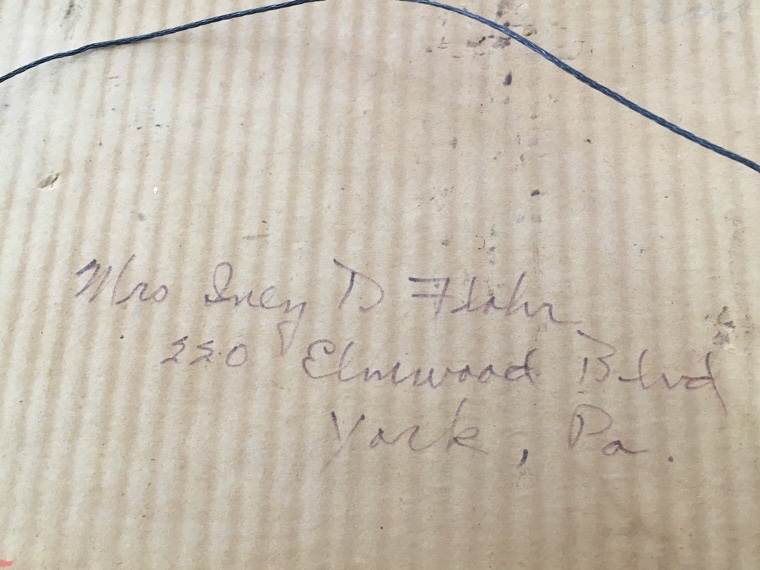 Mrs Inez D Flohr
220 Elmwood Blvd
York, Pa.